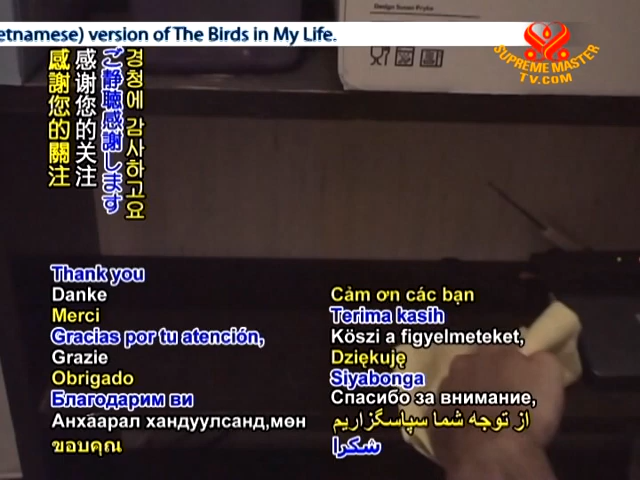 Design Susan Pryke
etnamese) version of The Birds in My Life.
SUPREME MASTER
TV.COM
感謝您的關注
感谢您的关注
ご静聴感謝します
경청에 감사하고요
Thank you
Danke
Merci
Gracias por tu atención,
Grazie
Obrigado
Благодарим ви
Анхаарал хандуулсанд,мөн
ขอบคุณ
Cảm ơn các bạn
Terima kasih
Köszi a figyelmeteket,
Dziękuję
Siyabonga
Спасибо за внимание,
از توجه شما سپاسگزاریم
شكرا